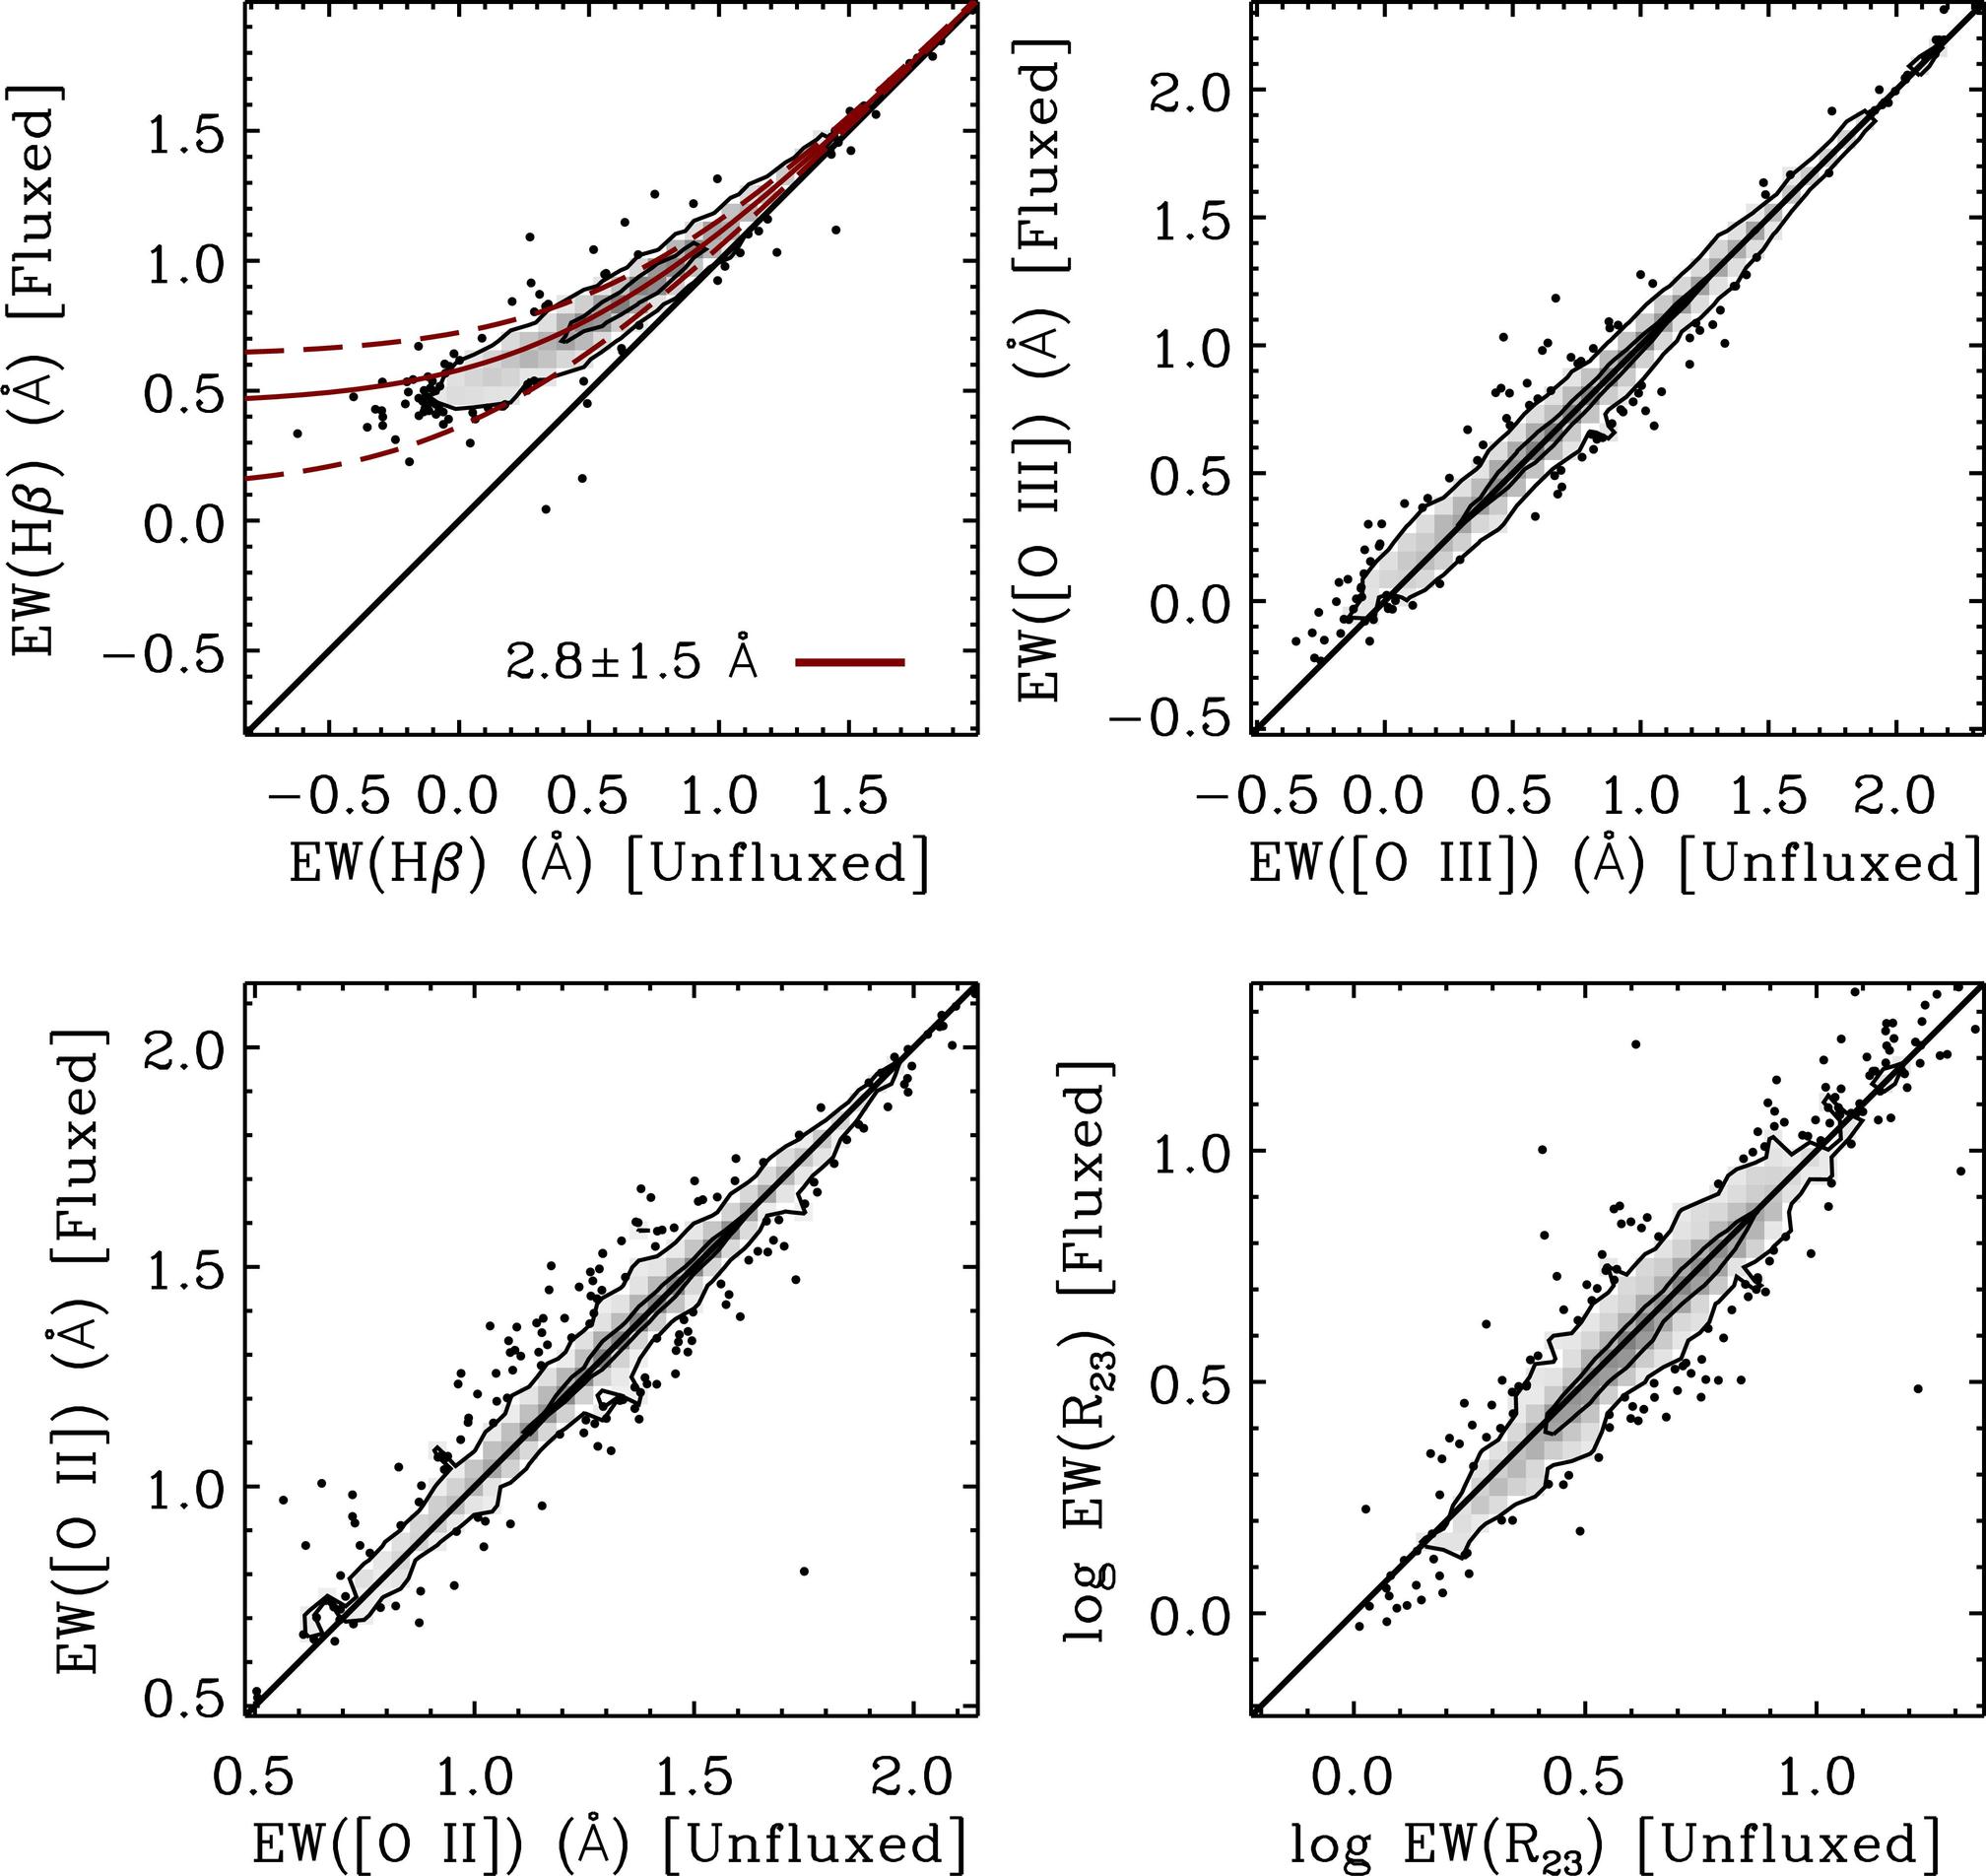 EW(Hβ) (Å) [Fluxed]
1.5
1.0
0.5
0.0
−0.5
2.8±1.5 Å
−0.5 0.0 0.5 1.0 1.5
EW(Hβ) (Å) [Unfluxed]
EW([O III]) (Å) [Fluxed]
2.0
1.5
1.0
0.5
0.0
−0.5
−0.5 0.0 0.5 1.0 1.5 2.0
EW([O III]) (Å) [Unfluxed]
EW([O II]) (Å) [Fluxed]
2.0
1.5
1.0
0.5
0.5 1.0 1.5 2.0
EW([O II]) (Å) [Unfluxed]
log EW(R₂₃) [Fluxed]
1.0
0.5
0.0
0.0 0.5 1.0
log EW(R₂₃) [Unfluxed]